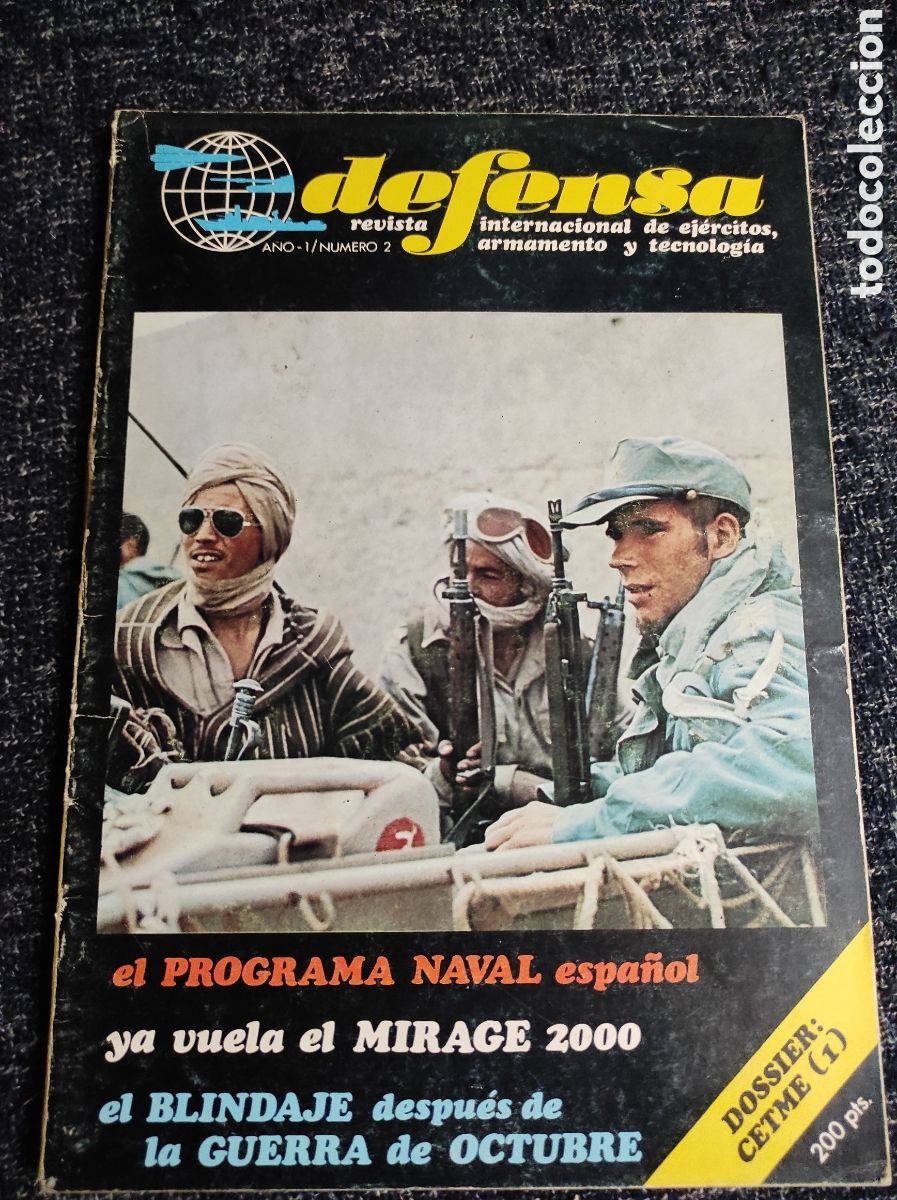 defensa
revista internacional de ejércitos,
AÑO-1/NUMERO 2 armamento y tecnología
el PROGRAMA NAVAL español
ya vuela el MIRAGE 2000
el BLINDAJE después de
la GUERRA de OCTUBRE
DOSSIER:
CETME (1)
200 pts.
todocoleccion